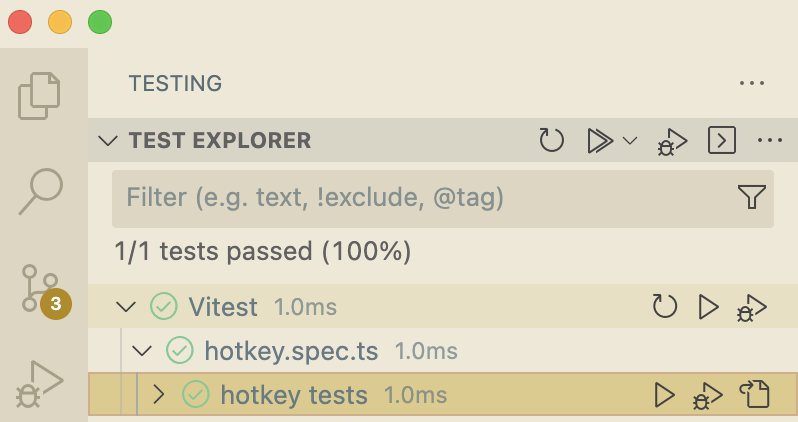 TESTING
TEST EXPLORER
Filter (e.g. text, !exclude, @tag)
1/1 tests passed (100%)
Vitest 1.0ms
3
hotkey.spec.ts 1.0ms
hotkey tests 1.0ms